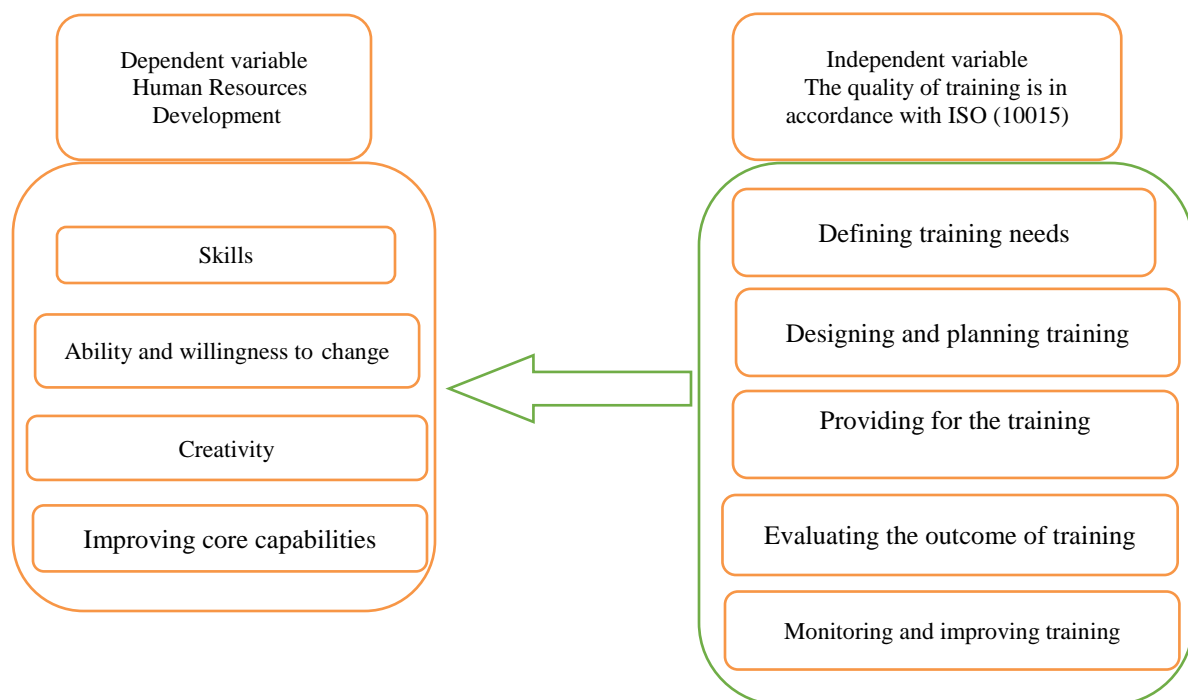 Dependent variable
Human Resources
Development
Skills
Ability and willingness to change
Creativity
Improving core capabilities
Independent variable
The quality of training is in
accordance with ISO (10015)
Defining training needs
Designing and planning training
Providing for the training
Evaluating the outcome of training
Monitoring and improving training